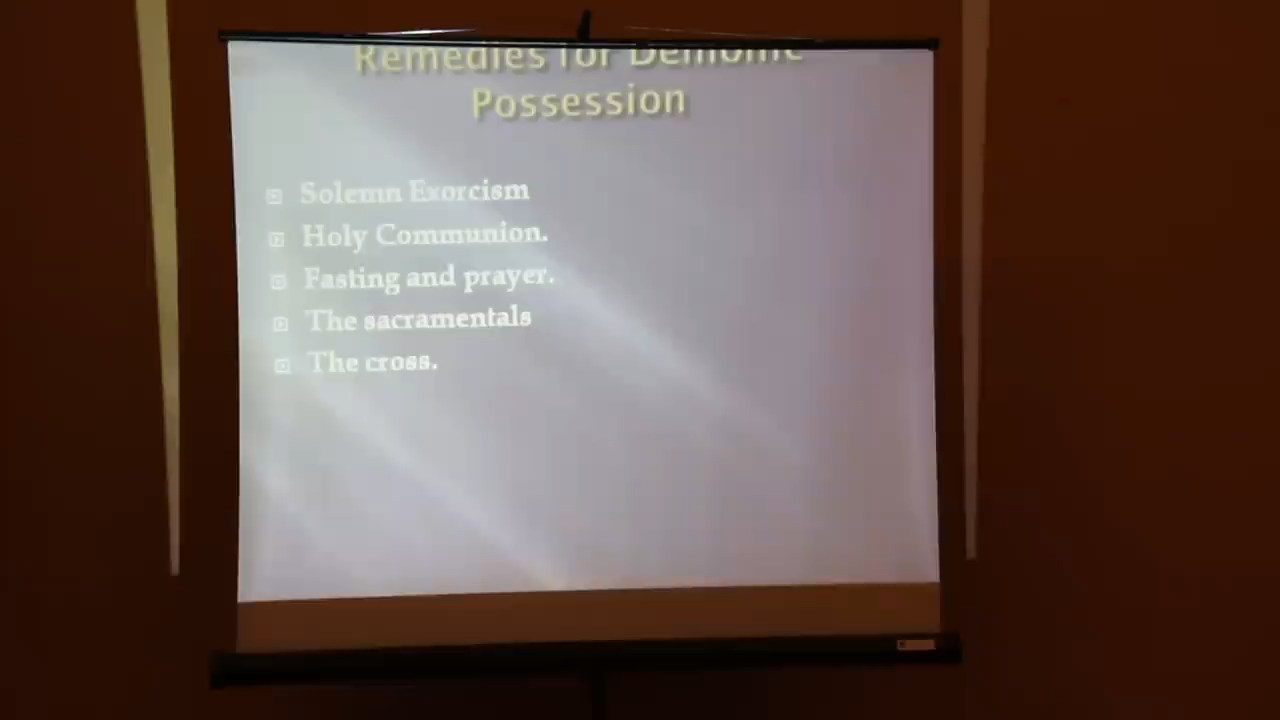 Remedies for Demonic
Possession
Solemn Exorcism
Holy Communion.
Fasting and prayer.
The sacramentals
The cross.